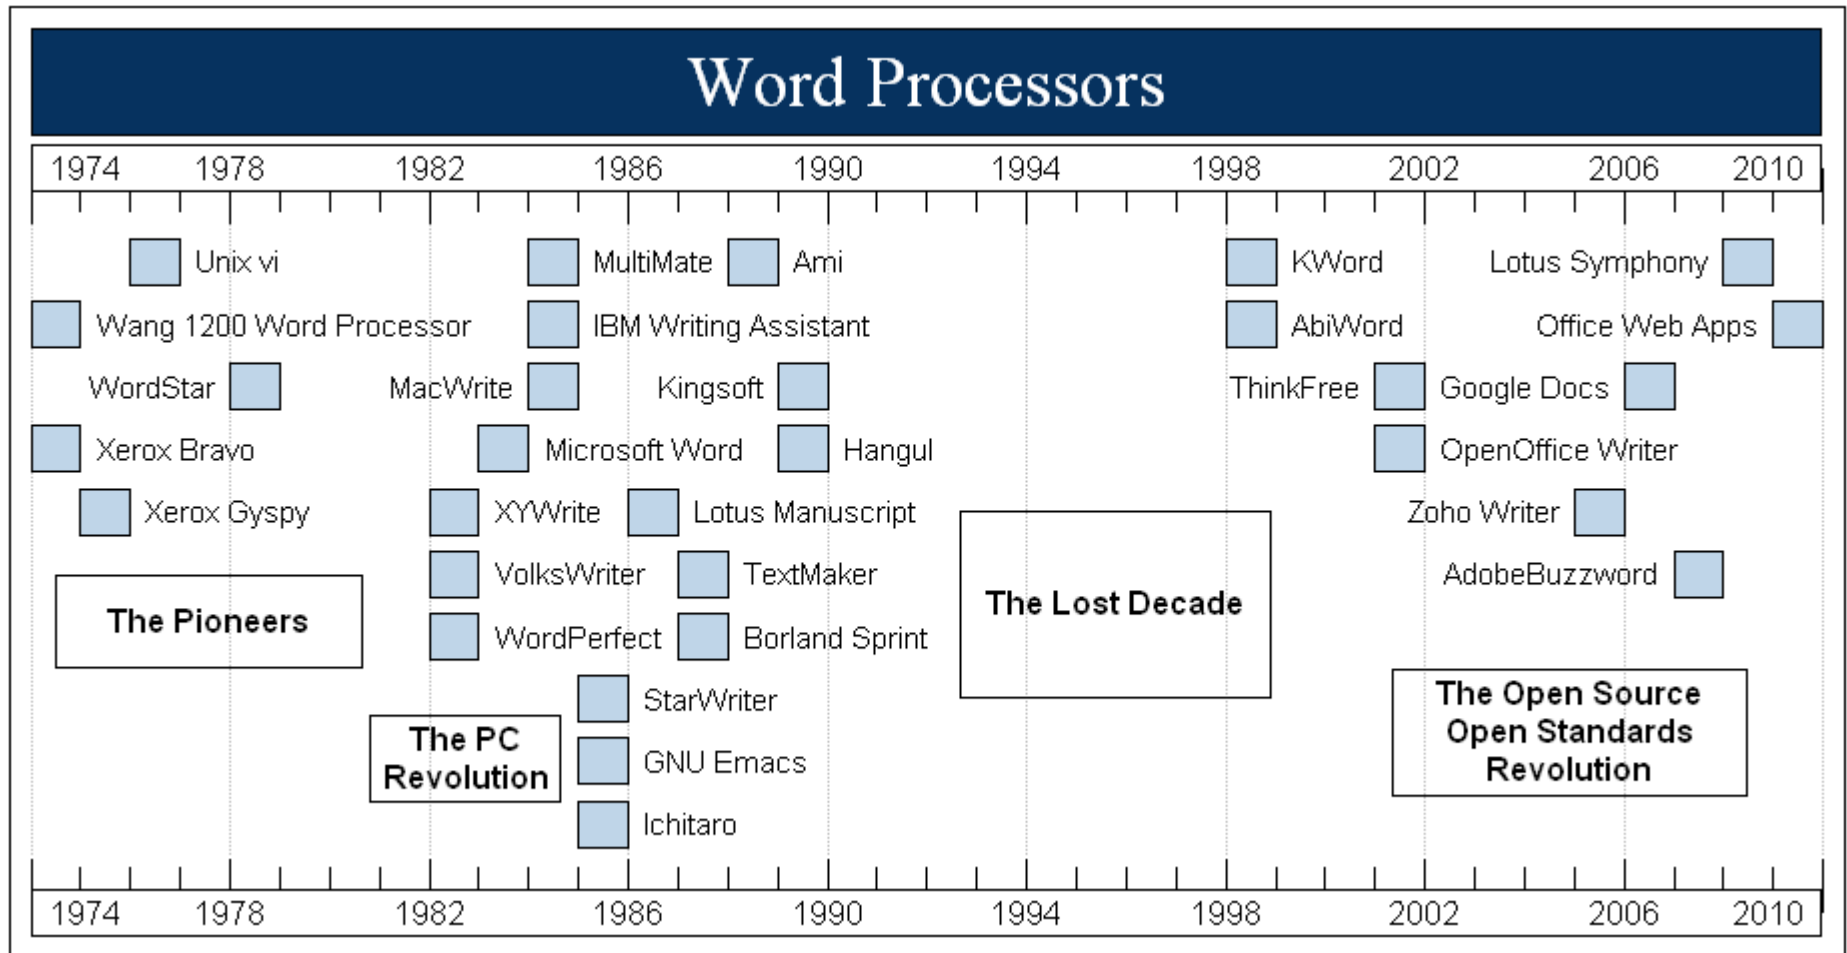 Word Processors
1974 1978 1982 1986 1990 1994 1998 2002 2006 2010
Unix vi MultiMate Ami KWord Lotus Symphony
Wang 1200 Word Processor IBM Writing Assistant AbiWord Office Web Apps
WordStar MacWrite Kingsoft ThinkFree Google Docs
Xerox Bravo Microsoft Word Hangul OpenOffice Writer
Xerox Gyspy XYWrite Lotus Manuscript Zoho Writer
VolksWriter TextMaker AdobeBuzzword
The Pioneers
WordPerfect Borland Sprint
The Lost Decade
StarWriter
GNU Emacs
Ichitaro
The PC
Revolution
The Open Source
Open Standards
Revolution
1974 1978 1982 1986 1990 1994 1998 2002 2006 2010